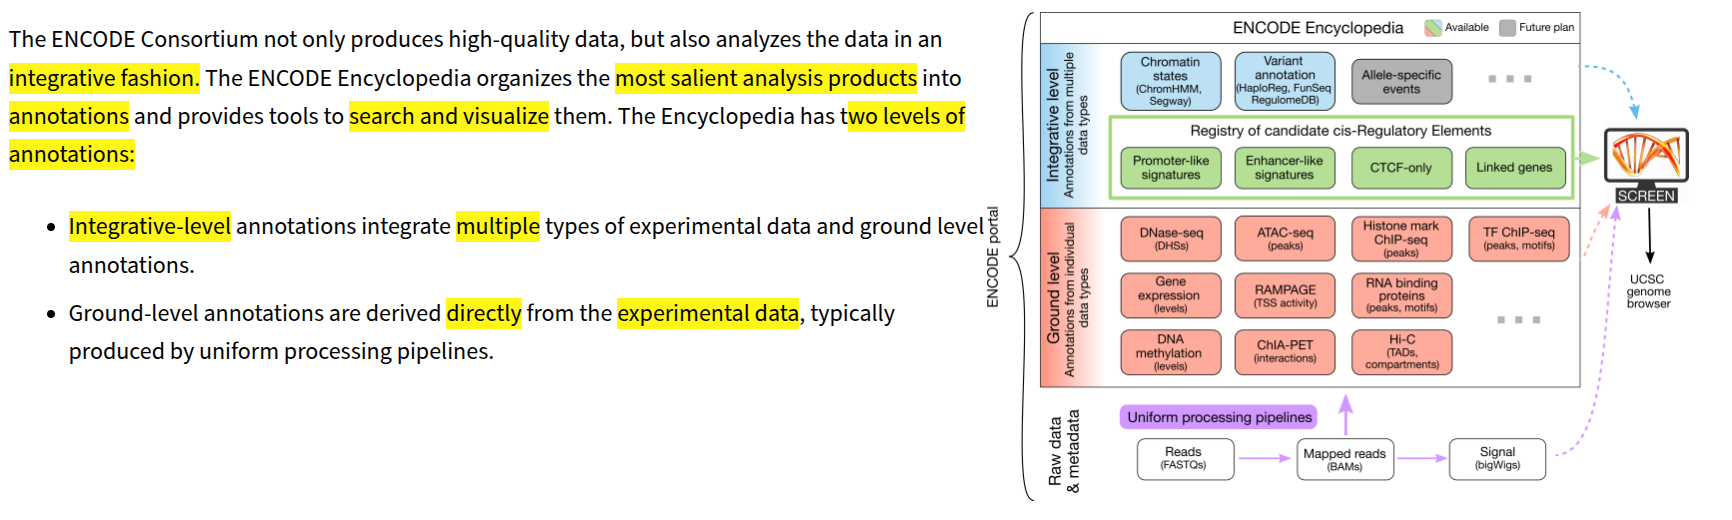 The ENCODE Consortium not only produces high-quality data, but also analyzes the data in an
integrative fashion. The ENCODE Encyclopedia organizes the most salient analysis products into
annotations and provides tools to search and visualize them. The Encyclopedia has two levels of
annotations:
• Integrative-level annotations integrate multiple types of experimental data and ground level
annotations.
• Ground-level annotations are derived directly from the experimental data, typically
produced by uniform processing pipelines.
ENCODE portal
ENCODE Encyclopedia
Available
Future plan
Integrative level
Annotations from multiple
data types
Chromatin
states
(ChromHMM,
Segway)
Variant
annotation
(HaploReg, FunSeq
RegulomeDB)
Allele-specific
events
Registry of candidate cis-Regulatory Elements
Promoter-like
signatures
Enhancer-like
signatures
CTCF-only
Linked genes
SCREEN
UCSC
genome
browser
Ground level
Annotations from individual
data types
DNase-seq
(DHSs)
ATAC-seq
(peaks)
Histone mark
ChIP-seq
(peaks)
TF ChIP-seq
(peaks, motifs)
Gene
expression
(levels)
RAMPAGE
(TSS activity)
RNA binding
proteins
(peaks, motifs)
DNA
methylation
(levels)
ChIA-PET
(interactions)
Hi-C
(TADs,
compartments)
Raw data
& metadata
Uniform processing pipelines
Reads
(FASTQs)
Mapped reads
(BAMs)
Signal
(bigWigs)